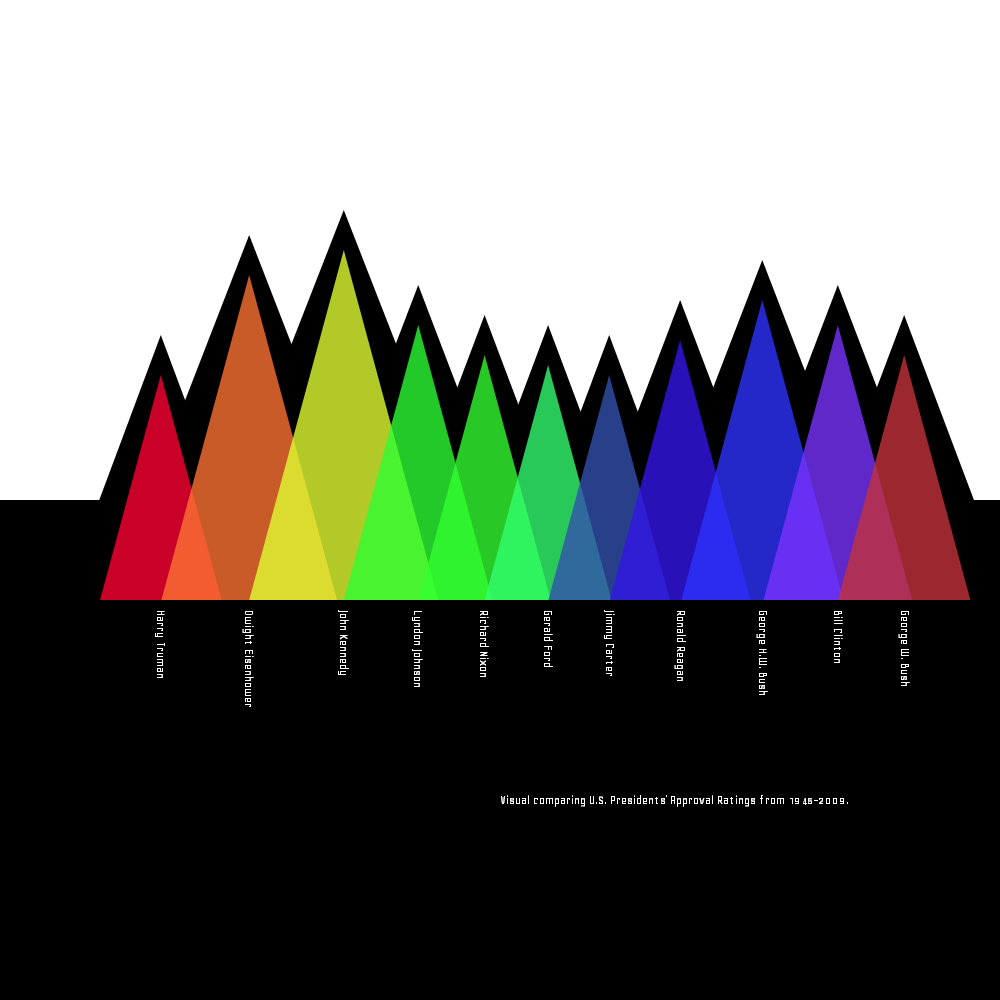 Harry Truman
Dwight Eisenhower
John Kennedy
Lyndon Johnson
Richard Nixon
Gerald Ford
Jimmy Carter
Ronald Reagan
George H.W. Bush
Bill Clinton
George W. Bush
Visual comparing U.S. Presidents' Approval Ratings from 1945-2009.